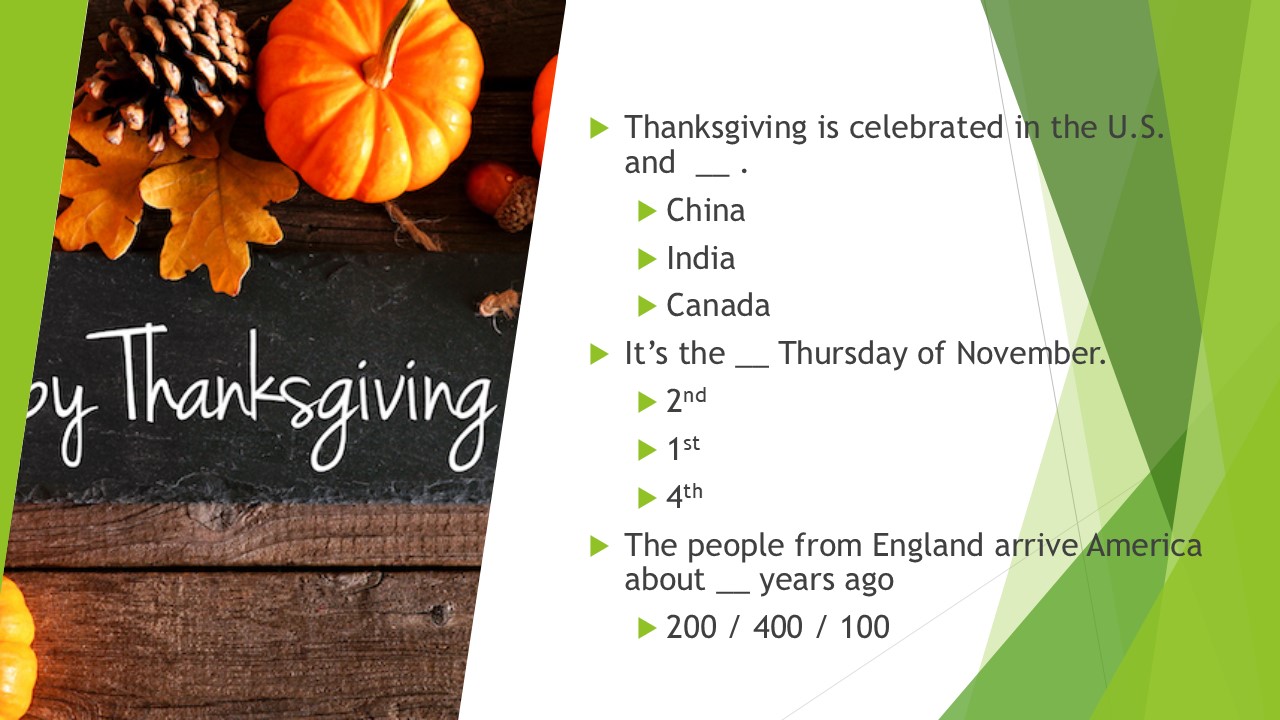 by Thanksgiving
Thanksgiving is celebrated in the U.S.
and __ .
China
India
Canada
It’s the __ Thursday of November.
2nd
1st
4th
The people from England arrive America
about __ years ago
200 / 400 / 100